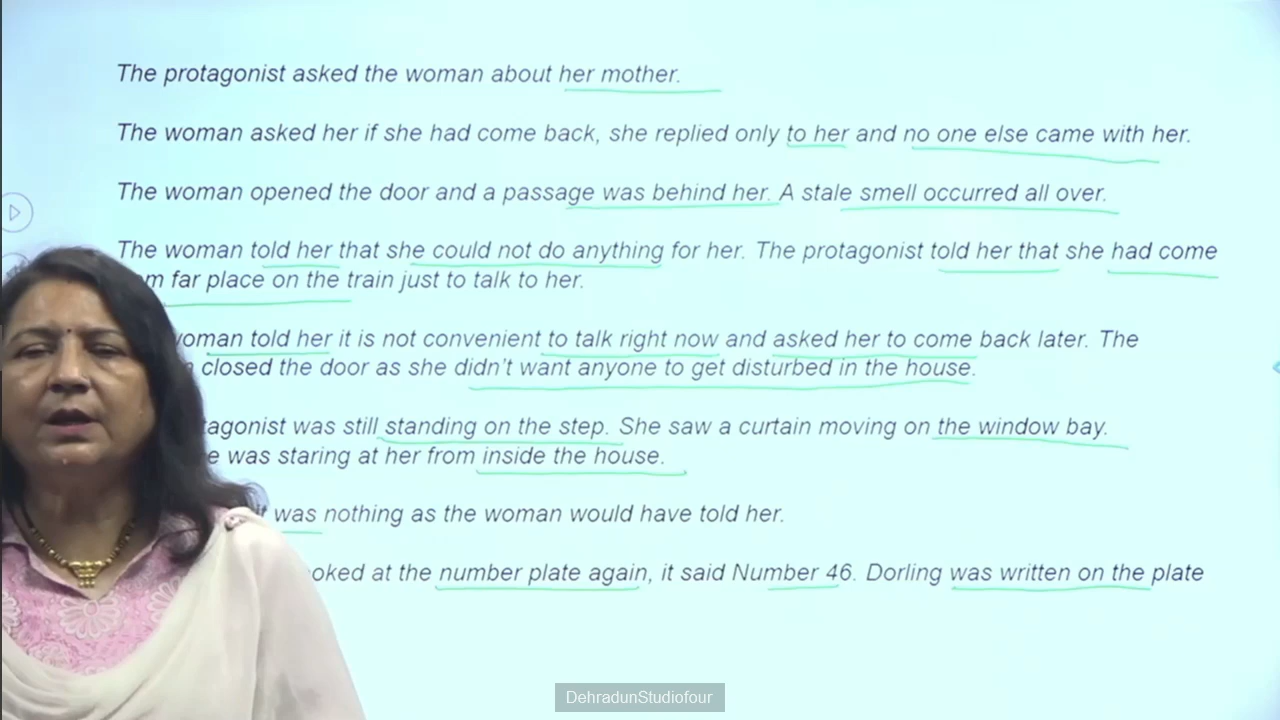 The protagonist asked the woman about her mother.
The woman asked her if she had come back, she replied only to her and no one else came with her.
The woman opened the door and a passage was behind her. A stale smell occurred all over.
The woman told her that she could not do anything for her. The protagonist told her that she had come
far place on the train just to talk to her.
told her it is not convenient to talk right now and asked her to come back later. The
closed the door as she didn't want anyone to get disturbed in the house.
was still standing on the step. She saw a curtain moving on the window bay.
was staring at her from inside the house.
was nothing as the woman would have told her.
at the number plate again, it said Number 46. Dorling was written on the plate
DehradunStudiofour